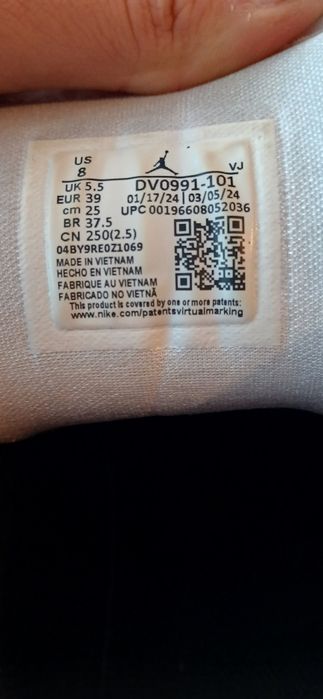 US 8 VJ
UK 5.5 DV0991-101
EUR 39 01/17/24 | 03/05/24
cm 25 UPC 00196608052036
BR 37.5
CN 250(2.5)
04BY9RE0Z1069
MADE IN VIETNAM
HECHO EN VIETNAM
FABRIQUE AU VIETNAM
FABRICADO NO VIETNÃ
This product is covered by one or more patents:
www.nike.com/patentsvirtualmarking